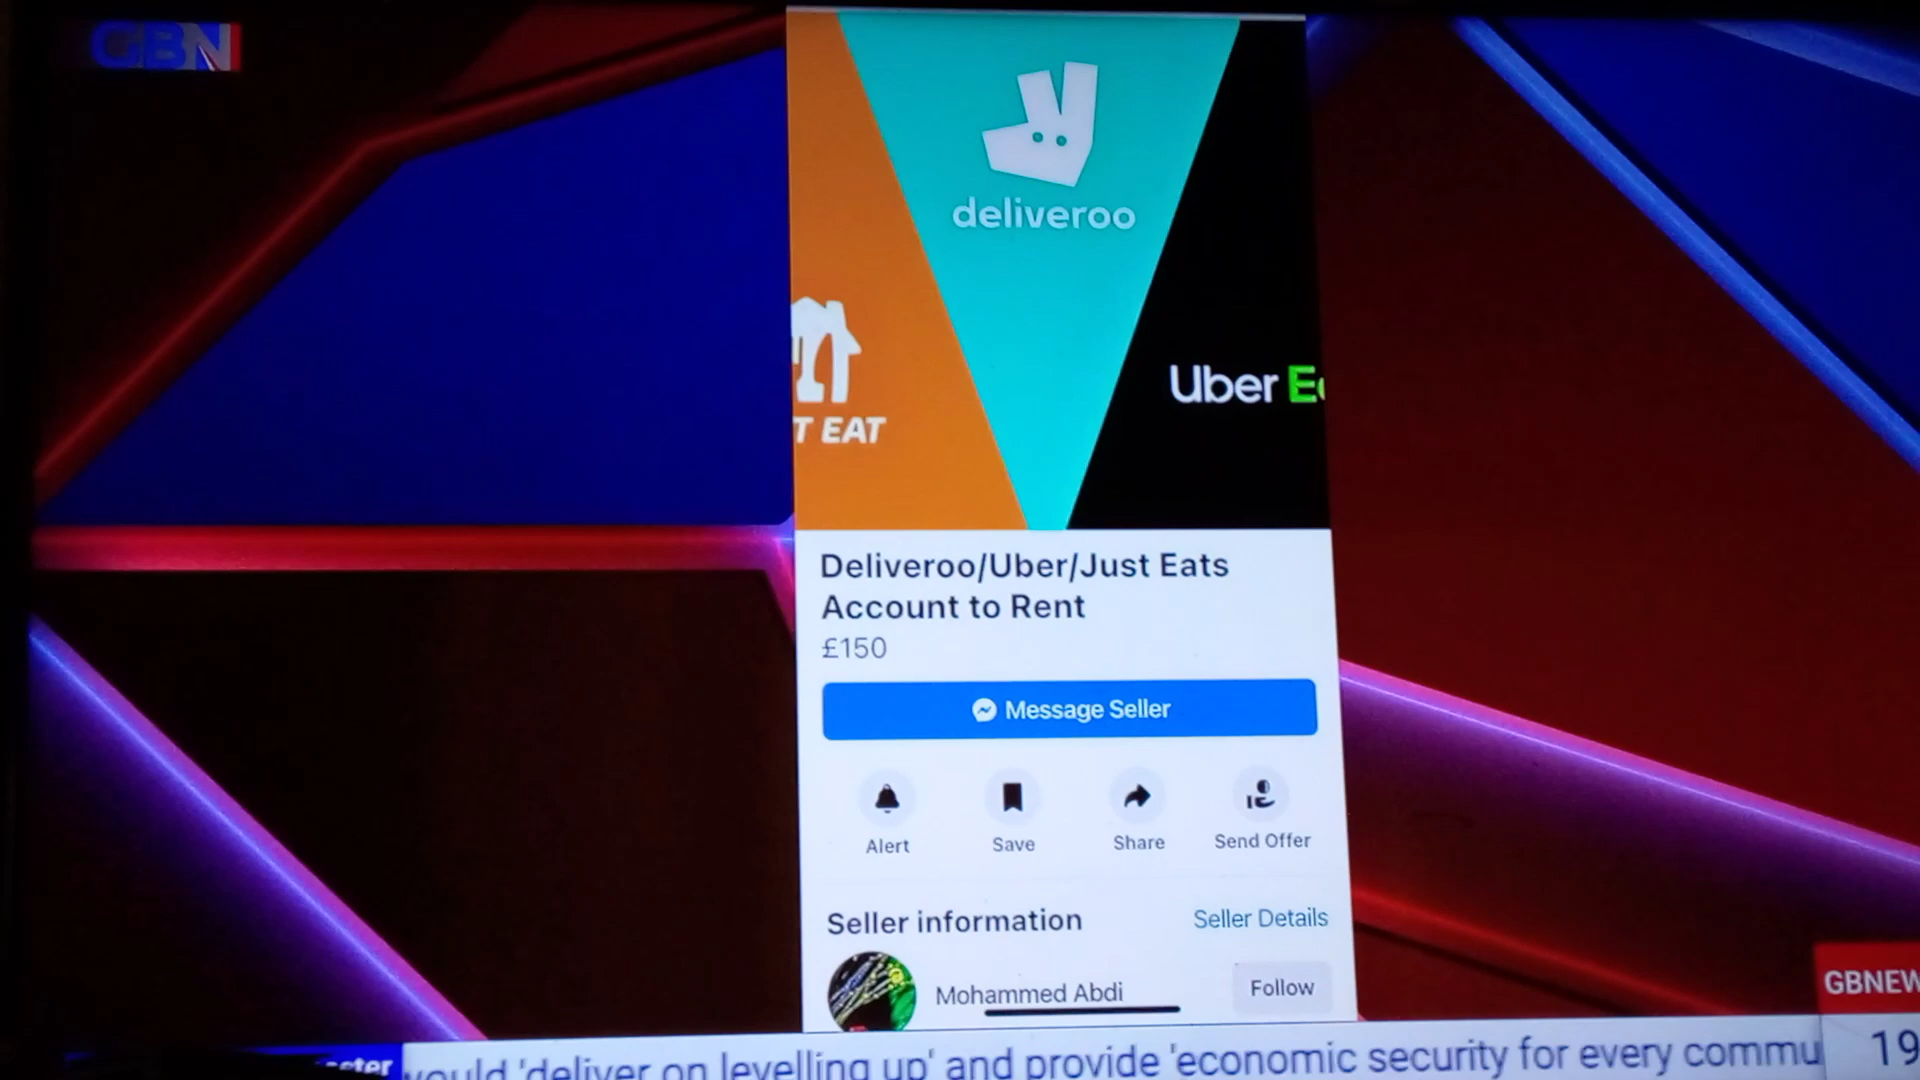 GBN
deliveroo
T EAT
Uber E
Deliveroo/Uber/Just Eats
Account to Rent
£150
Message Seller
Alert
Save
Share
Send Offer
Seller information
Seller Details
Mohammed Abdi
Follow
GBNEW
ould 'deliver on levelling up' and provide 'economic security for every commu
19